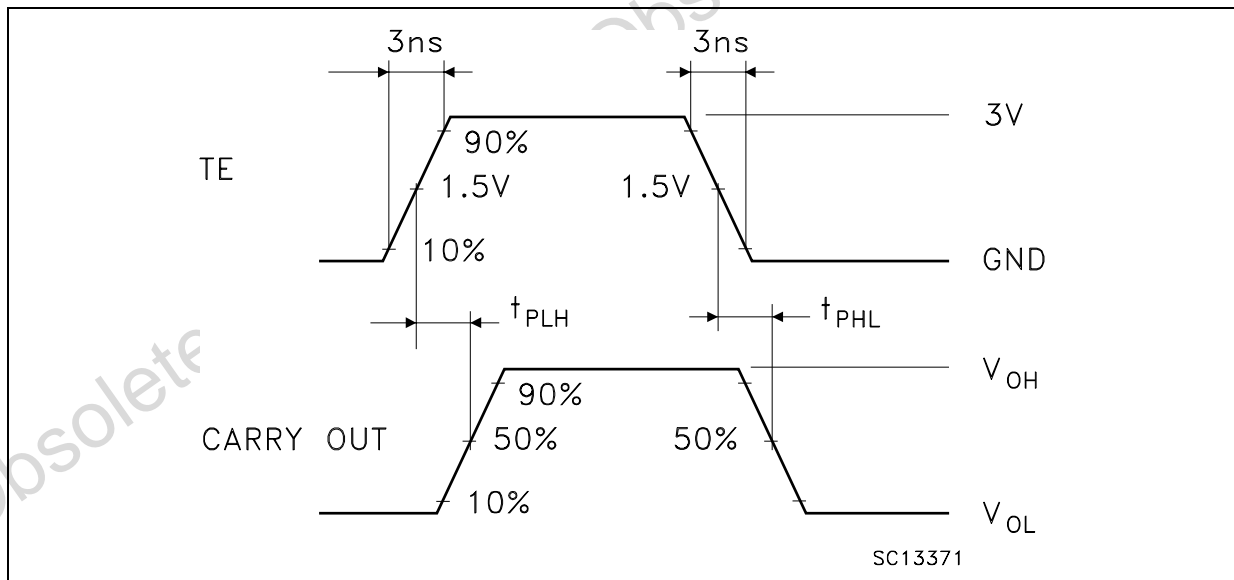 3ns 3ns
3V
90%
TE
1.5V 1.5V
10%
GND
tPLH tPHL
VOH
90%
CARRY OUT 50% 50%
10%
VOL
SC13371